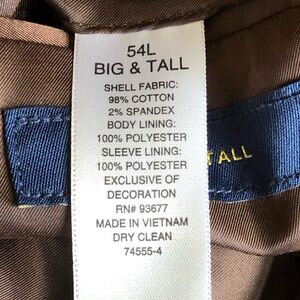 54L
BIG & TALL
SHELL FABRIC:
98% COTTON
2% SPANDEX
BODY LINING:
100% POLYESTER
SLEEVE LINING:
100% POLYESTER
EXCLUSIVE OF
DECORATION
RN# 93677
MADE IN VIETNAM
DRY CLEAN
74555-4
TALL